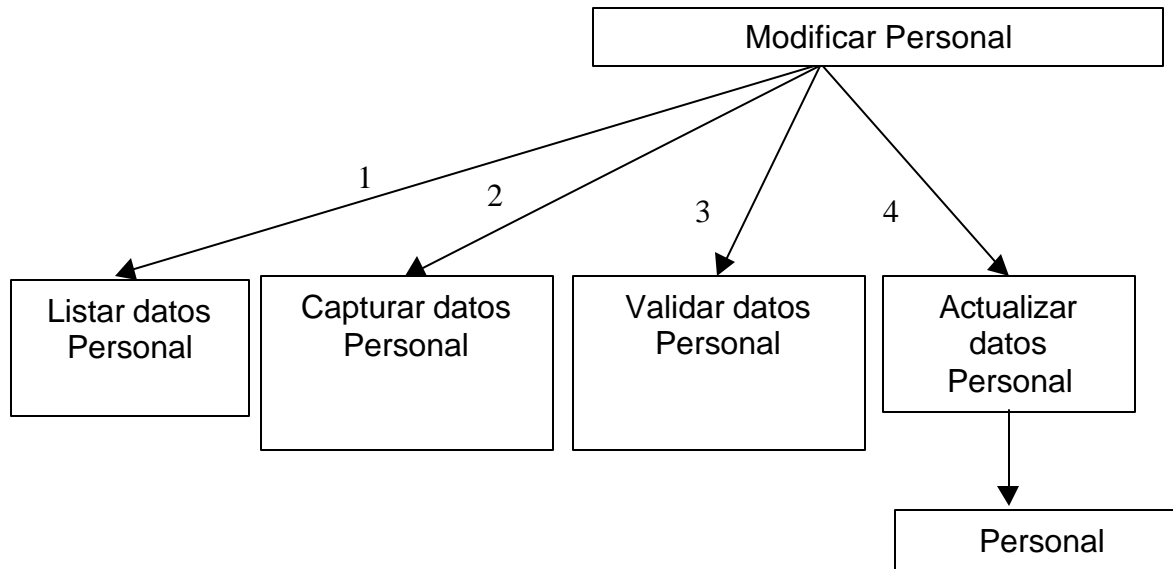 Modificar Personal
1
2
3
4
Listar datos
Personal
Capturar datos
Personal
Validar datos
Personal
Actualizar
datos
Personal
Personal